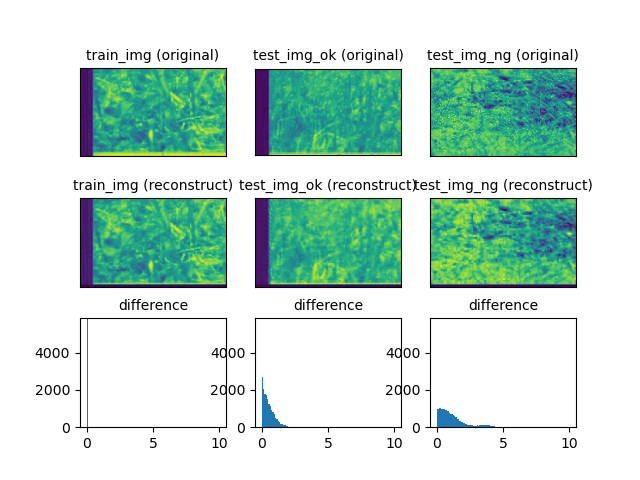 train_img (original) test_img_ok (original) test_img_ng (original)
train_img (reconstruct) test_img_ok (reconstruct) test_img_ng (reconstruct)
difference difference difference
4000 4000 4000
2000 2000 2000
0 0 0
0 5 10 0 5 10 0 5 10